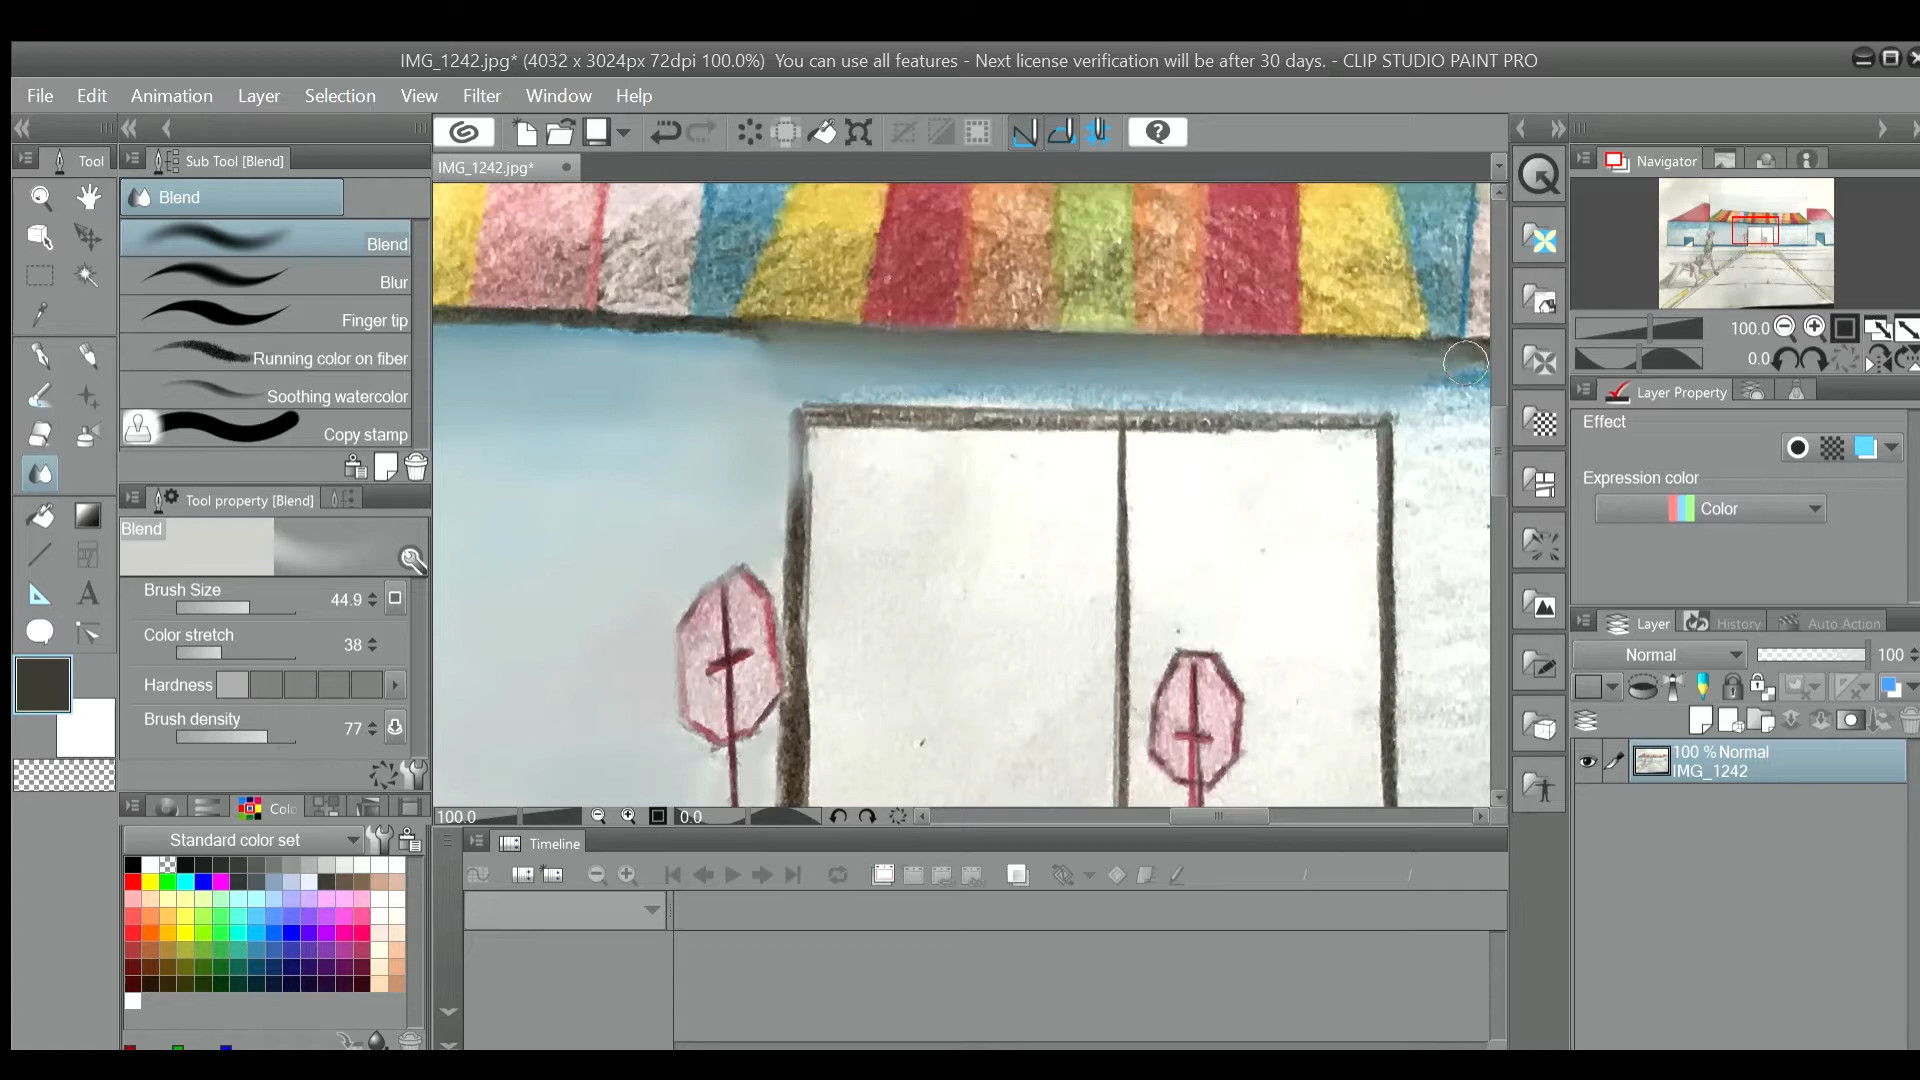 IMG_1242.jpg* (4032 x 3024px 72dpi 100.0%)  You can use all features - Next license verification will be after 30 days. - CLIP STUDIO PAINT PRO
File Edit Animation Layer Selection View Filter Window Help
Tool
Sub Tool [Blend]
IMG_1242.jpg*
Navigator
Blend
Blend
Blur
Finger tip
Running color on fiber
Soothing watercolor
Copy stamp
100.0
0.0
Layer Property
Effect
Expression color
Color
Tool property [Blend]
Blend
Brush Size 44.9
Color stretch 38
Hardness
Brush density 77
Layer History Auto Action
Normal 100
100 % Normal
IMG_1242
100.0 0.0
Colo
Standard color set
Timeline